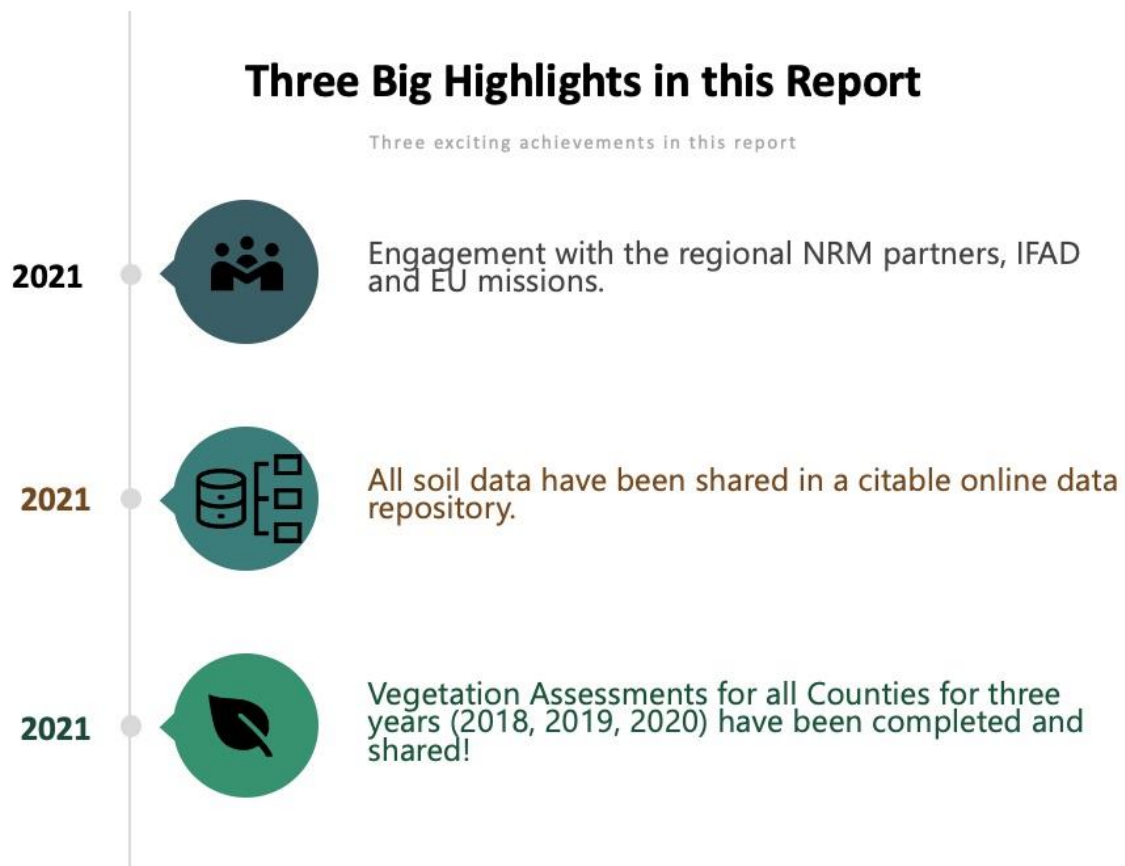 Three Big Highlights in this Report
Three exciting achievements in this report
2021
Engagement with the regional NRM partners, IFAD
and EU missions.
2021
All soil data have been shared in a citable online data
repository.
2021
Vegetation Assessments for all Counties for three
years (2018, 2019, 2020) have been completed and
shared!